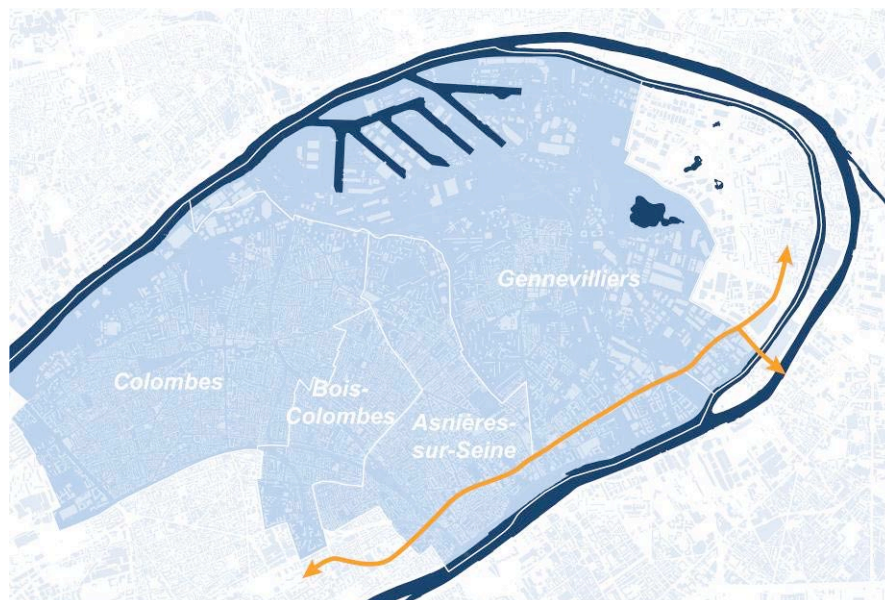 Gennevilliers
Colombes
Bois-
Colombes
Asnières-
sur-Seine